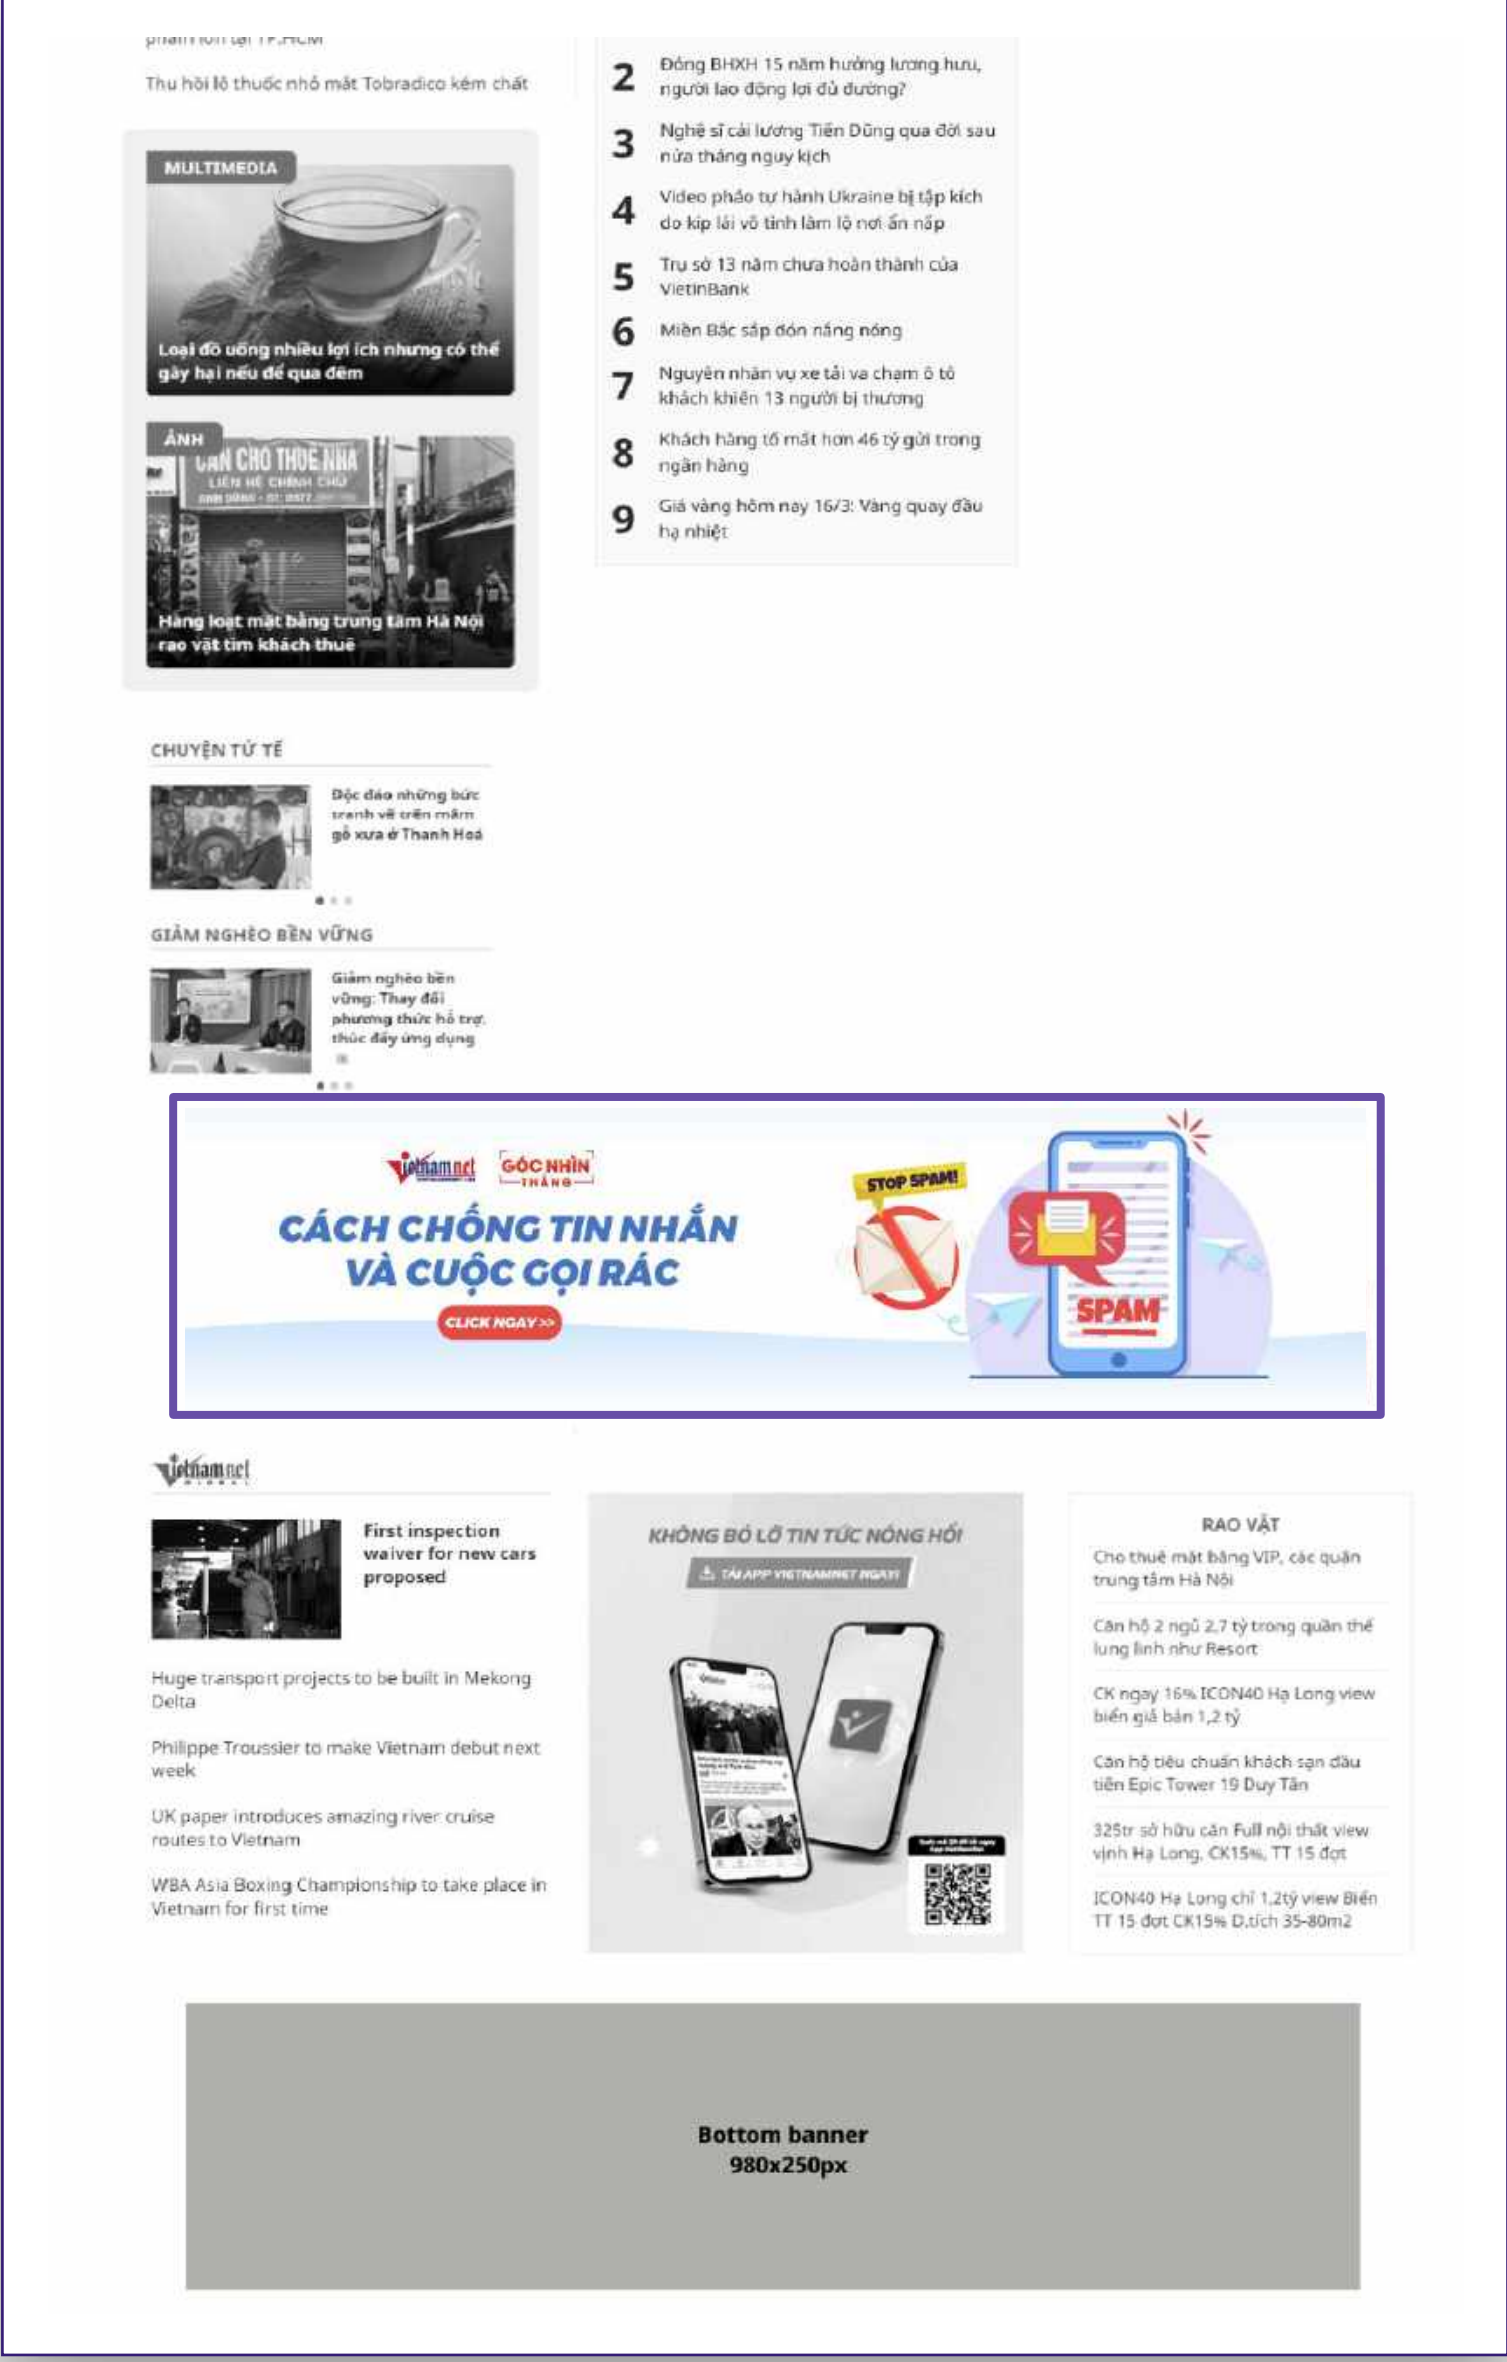 Thu hồi lô thuốc nhỏ mắt Tobradico kém chất
MULTIMEDIA
Loại đồ uống nhiều lợi ích nhưng có thể
gây hại nếu để qua đêm
ẢNH
CẦN CHO THUÊ NHÀ
LIÊN HỆ CHÍNH CHỦ
Hàng loạt mặt bằng trung tâm Hà Nội
rao vặt tìm khách thuê
CHUYỆN TỬ TẾ
Độc đáo những bức
tranh vẽ trên mâm
gỗ xưa ở Thanh Hoá
GIẢM NGHÈO BỀN VỮNG
Giảm nghèo bền
vững: Thay đổi
phương thức hỗ trợ,
thúc đẩy ứng dụng
2 Đóng BHXH 15 năm hưởng lương hưu,
người lao động lợi đủ đường?
3 Nghệ sĩ cải lương Tiến Dũng qua đời sau
nửa tháng nguy kịch
4 Video pháo tự hành Ukraine bị tập kích
do kíp lái vô tình làm lộ nơi ẩn nấp
5 Trụ sở 13 năm chưa hoàn thành của
VietinBank
6 Miền Bắc sắp đón nắng nóng
7 Nguyên nhân vụ xe tải va chạm ô tô
khách khiến 13 người bị thương
8 Khách hàng tố mất hơn 46 tỷ gửi trong
ngân hàng
9 Giá vàng hôm nay 16/3: Vàng quay đầu
hạ nhiệt
vietnamnet GÓC NHÌN
THẲNG
CÁCH CHỐNG TIN NHẮN
VÀ CUỘC GỌI RÁC
CLICK NGAY >>
STOP SPAM!
SPAM
vietnamnet
GLOBAL
First inspection
waiver for new cars
proposed
Huge transport projects to be built in Mekong
Delta
Philippe Troussier to make Vietnam debut next
week
UK paper introduces amazing river cruise
routes to Vietnam
WBA Asia Boxing Championship to take place in
Vietnam for first time
KHÔNG BỎ LỠ TIN TỨC NÓNG HỔI
TẢI APP VIETNAMNET NGAY!
RAO VẶT
Cho thuê mặt bằng VIP, các quận
trung tâm Hà Nội
Căn hộ 2 ngủ 2,7 tỷ trong quần thể
lung linh như Resort
CK ngay 16% ICON40 Hạ Long view
biển giá bán 1,2 tỷ
Căn hộ tiêu chuẩn khách sạn đầu
tiên Epic Tower 19 Duy Tân
325tr sở hữu căn Full nội thất view
vịnh Hạ Long, CK15%, TT 15 đợt
ICON40 Hạ Long chỉ 1,2tỷ view Biển
TT 15 đợt CK15% D.tích 35-80m2
Bottom banner
980x250px